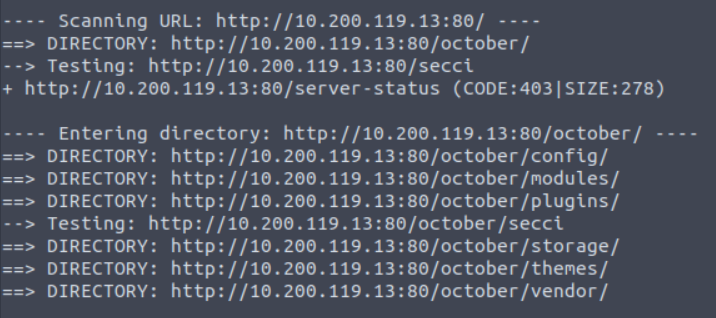 ---- Scanning URL: http://10.200.119.13:80/ ----
==> DIRECTORY: http://10.200.119.13:80/october/
--> Testing: http://10.200.119.13:80/secci
+ http://10.200.119.13:80/server-status (CODE:403|SIZE:278)
---- Entering directory: http://10.200.119.13:80/october/ ----
==> DIRECTORY: http://10.200.119.13:80/october/config/
==> DIRECTORY: http://10.200.119.13:80/october/modules/
==> DIRECTORY: http://10.200.119.13:80/october/plugins/
--> Testing: http://10.200.119.13:80/october/secci
==> DIRECTORY: http://10.200.119.13:80/october/storage/
==> DIRECTORY: http://10.200.119.13:80/october/themes/
==> DIRECTORY: http://10.200.119.13:80/october/vendor/